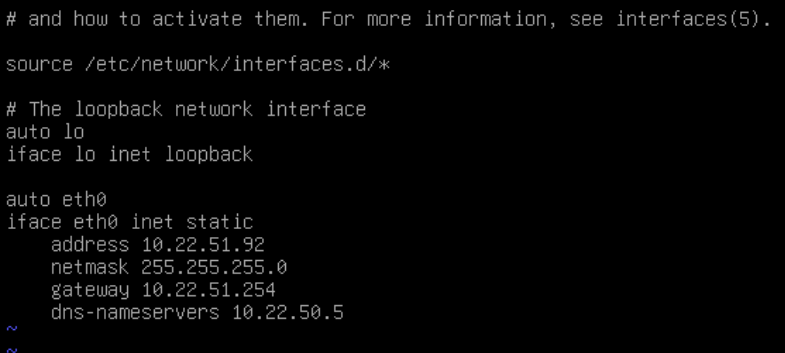 # and how to activate them. For more information, see interfaces(5).
source /etc/network/interfaces.d/*
# The loopback network interface
auto lo
iface lo inet loopback
auto eth0
iface eth0 inet static
    address 10.22.51.92
    netmask 255.255.255.0
    gateway 10.22.51.254
    dns-nameservers 10.22.50.5
~
~